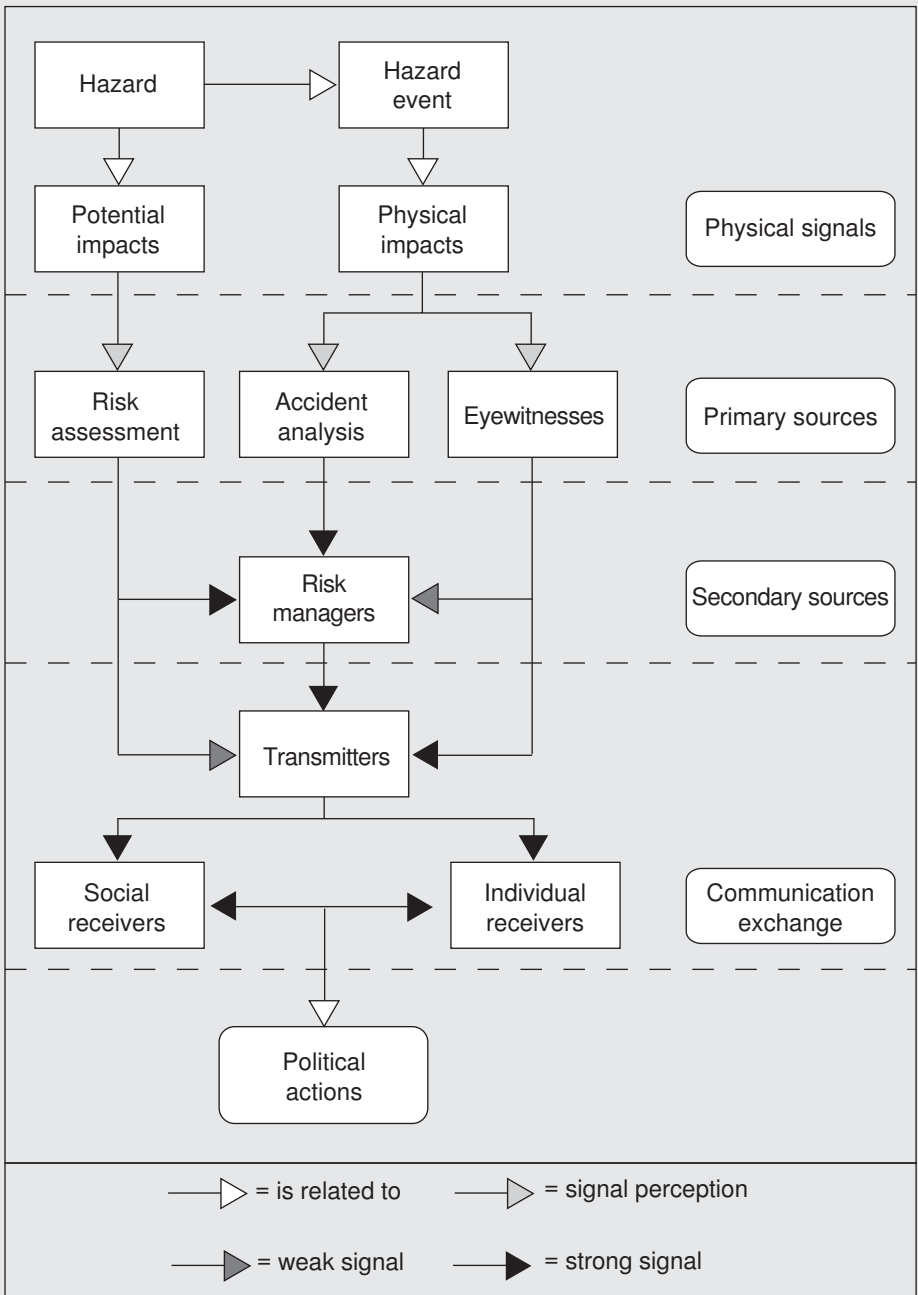 Hazard
Hazard
event
Potential
impacts
Physical
impacts
Physical signals
Risk
assessment
Accident
analysis
Eyewitnesses
Primary sources
Risk
managers
Secondary sources
Transmitters
Social
receivers
Individual
receivers
Communication
exchange
Political
actions
= is related to
= signal perception
= weak signal
= strong signal